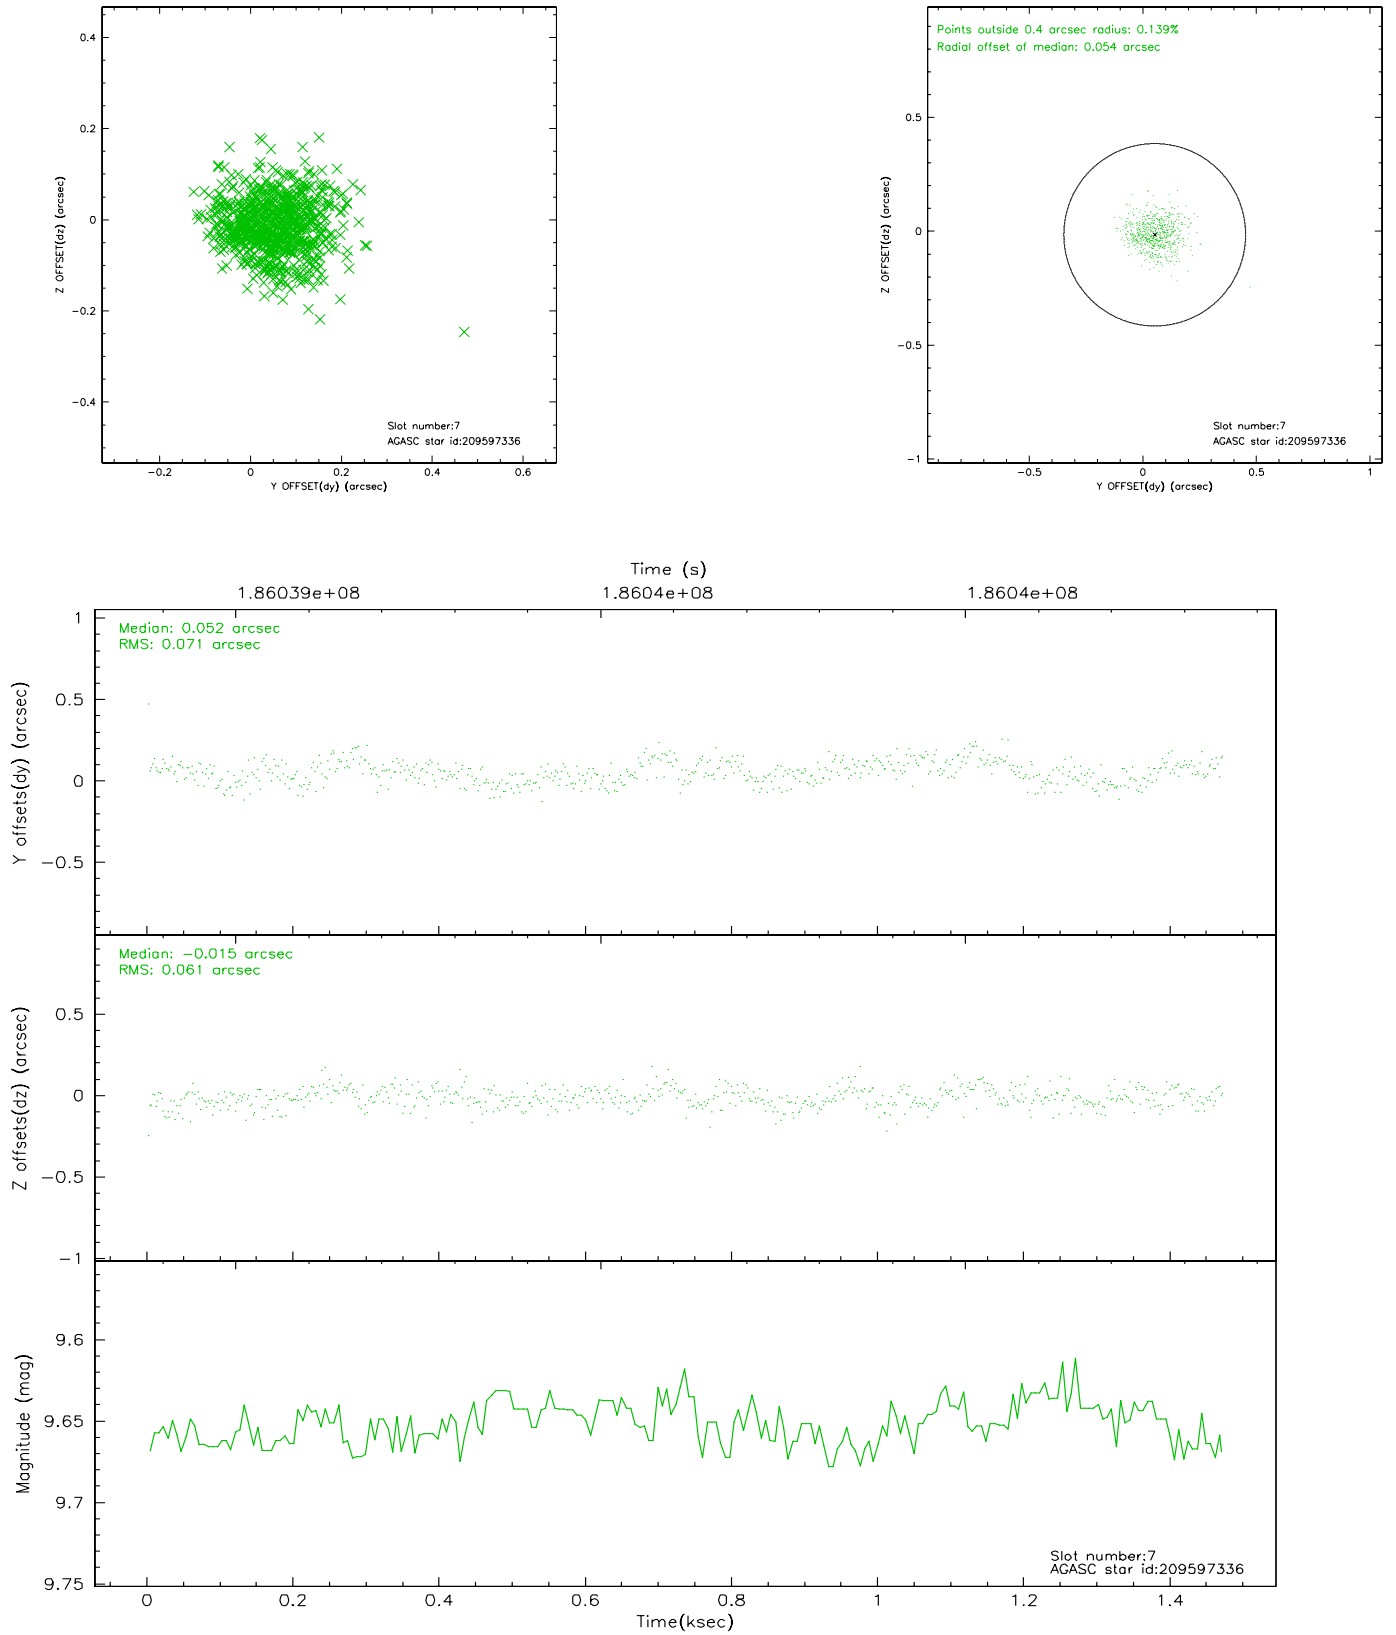 0.4
0.2
0
−0.2
−0.4
−0.2
0
0.2
0.4
0.6
Z OFFSET(dz) (arcsec)
Y OFFSET(dy) (arcsec)
Slot number:7
AGASC star id:209597336
Points outside 0.4 arcsec radius: 0.139%
Radial offset of median: 0.054 arcsec
0.5
0
−0.5
−1
−0.5
0
0.5
1
Z OFFSET(dz) (arcsec)
Y OFFSET(dy) (arcsec)
Slot number:7
AGASC star id:209597336
Time (s)
1.86039e+08
1.8604e+08
1.8604e+08
Median: 0.052 arcsec
RMS: 0.071 arcsec
1
0.5
0
−0.5
Y offsets(dy) (arcsec)
Median: −0.015 arcsec
RMS: 0.061 arcsec
0.5
0
−0.5
−1
Z offsets(dz) (arcsec)
9.6
9.65
9.7
9.75
Magnitude (mag)
Slot number:7
AGASC star id:209597336
0
0.2
0.4
0.6
0.8
1
1.2
1.4
Time(ksec)